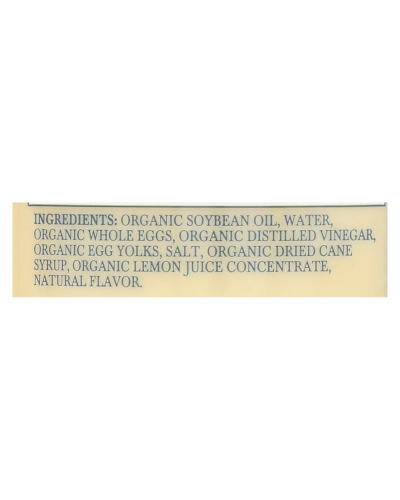 INGREDIENTS: ORGANIC SOYBEAN OIL, WATER,
ORGANIC WHOLE EGGS, ORGANIC DISTILLED VINEGAR,
ORGANIC EGG YOLKS, SALT, ORGANIC DRIED CANE
SYRUP, ORGANIC LEMON JUICE CONCENTRATE,
NATURAL FLAVOR.